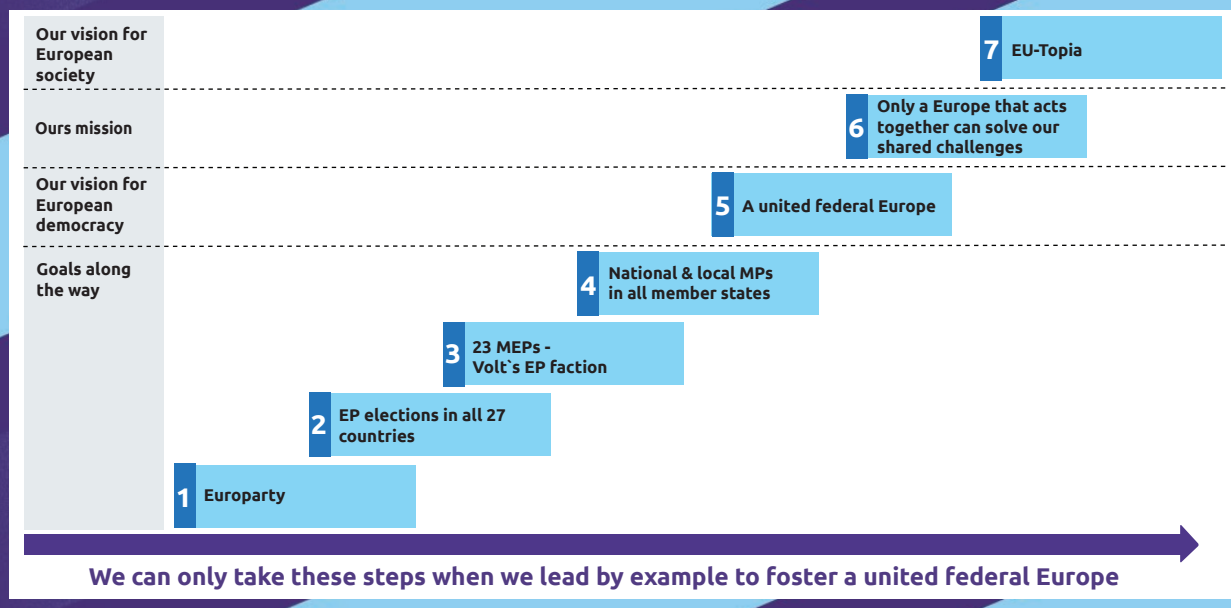 Our vision for
European
society
7
EU-Topia
Ours mission
6
Only a Europe that acts
together can solve our
shared challenges
Our vision for
European
democracy
5
A united federal Europe
Goals along
the way
4
National & local MPs
in all member states
3
23 MEPs -
Volt`s EP faction
2
EP elections in all 27
countries
1
Europarty
We can only take these steps when we lead by example to foster a united federal Europe